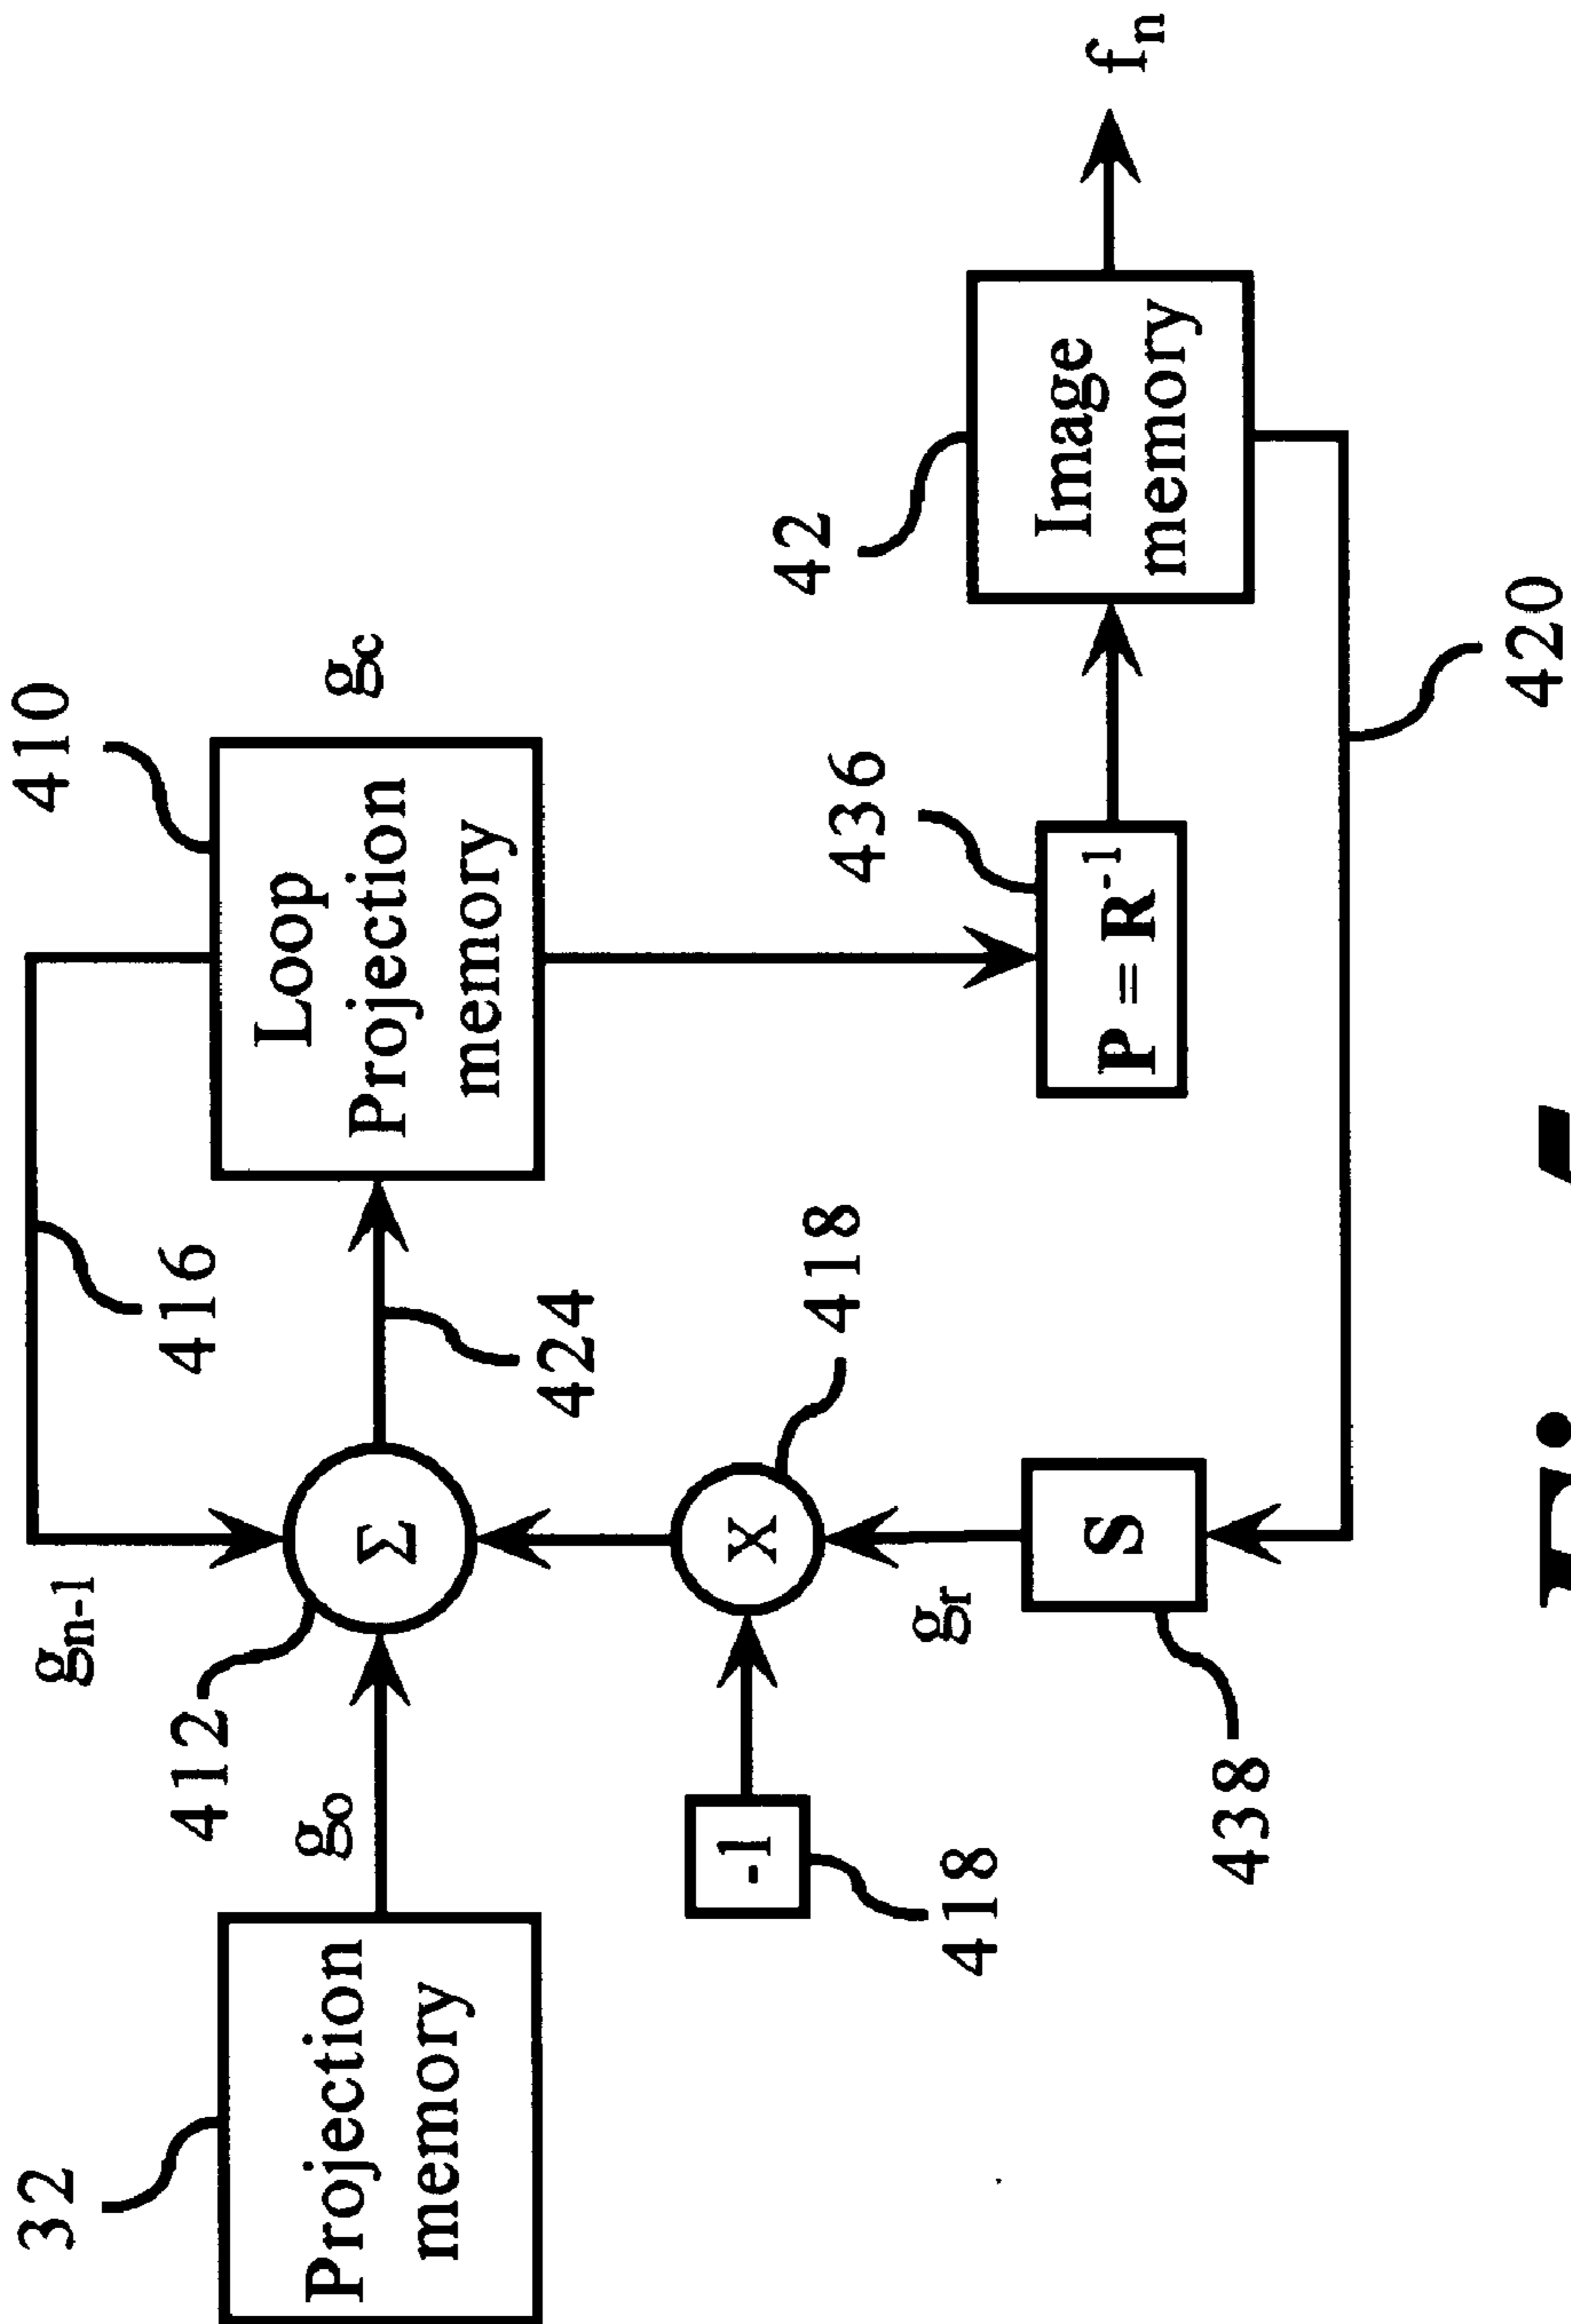 32
Projection
memory
g₀
412
gₙ₋₁
416
Σ
424
410
Loop
Projection
memory
g꜀
-1
418
X
418
gᵣ
S
438
436
P = R⁻¹
42
Image
memory
fₙ
420